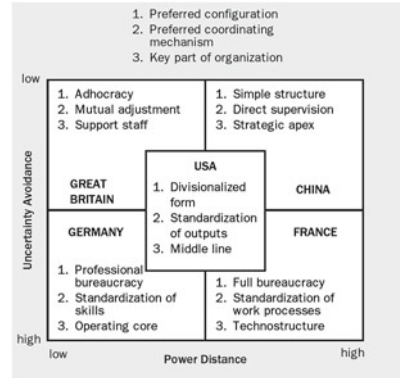 1. Preferred configuration
2. Preferred coordinating
mechanism
3. Key part of organization
low
1. Adhocracy
2. Mutual adjustment
3. Support staff
GREAT
BRITAIN
1. Simple structure
2. Direct supervision
3. Strategic apex
CHINA
USA
1. Divisionalized
form
2. Standardization
of outputs
3. Middle line
Uncertainty Avoidance
GERMANY
1. Professional
bureaucracy
2. Standardization of
skills
3. Operating core
FRANCE
1. Full bureaucracy
2. Standardization of
work processes
3. Technostructure
high
low
Power Distance
high